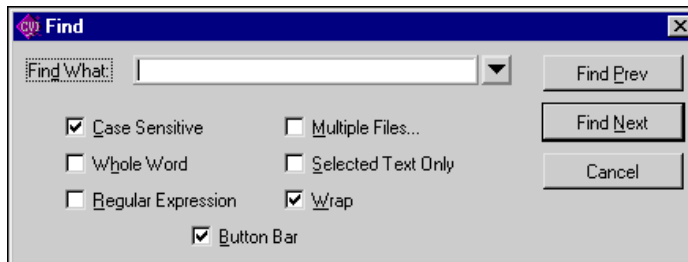 CVI Find
Find What:
Find Prev
Case Sensitive
Multiple Files...
Find Next
Whole Word
Selected Text Only
Cancel
Regular Expression
Wrap
Button Bar